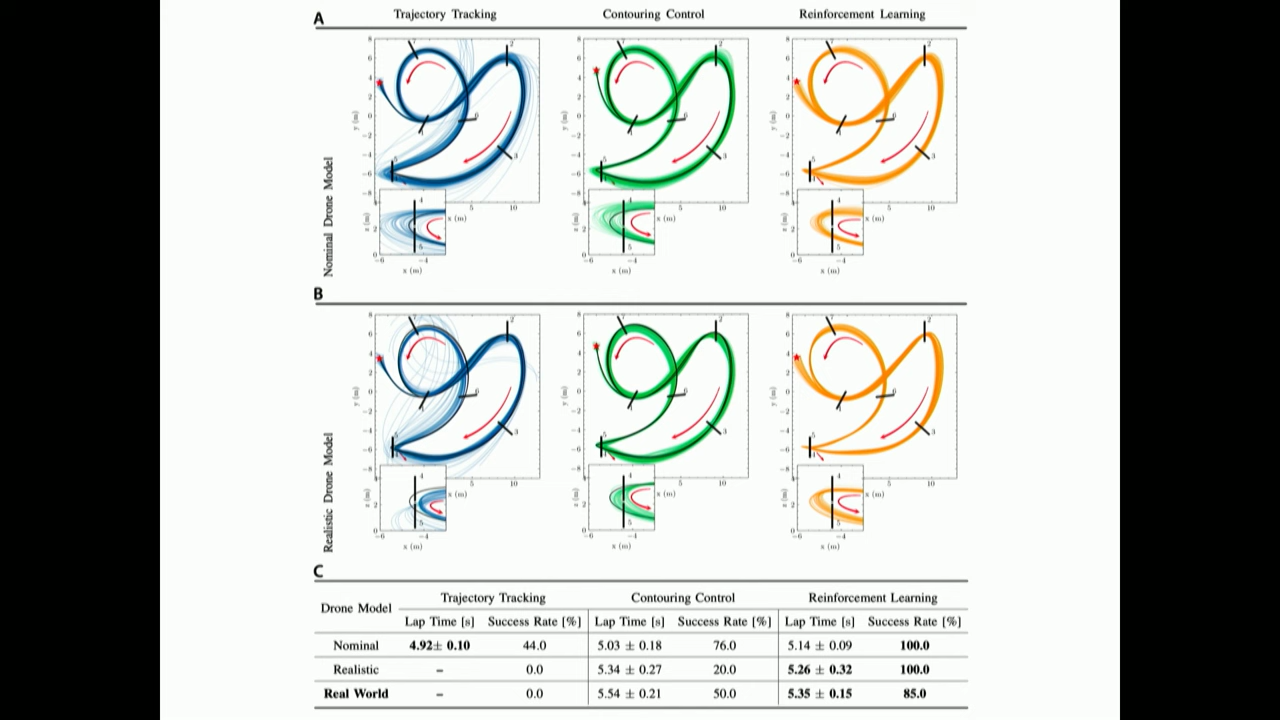 A
Trajectory Tracking
Contouring Control
Reinforcement Learning
Nominal Drone Model
y (m)
x (m)
z (m)
x (m)
y (m)
x (m)
z (m)
x (m)
y (m)
x (m)
z (m)
x (m)
B
Realistic Drone Model
y (m)
x (m)
z (m)
x (m)
y (m)
x (m)
z (m)
x (m)
y (m)
x (m)
z (m)
x (m)
C
Drone Model Trajectory Tracking Contouring Control Reinforcement Learning
Lap Time [s] Success Rate [%] Lap Time [s] Success Rate [%] Lap Time [s] Success Rate [%]
Nominal 4.92± 0.10 44.0 5.03 ± 0.18 76.0 5.14 ± 0.09 100.0
Realistic – 0.0 5.34 ± 0.27 20.0 5.26 ± 0.32 100.0
Real World – 0.0 5.54 ± 0.21 50.0 5.35 ± 0.15 85.0